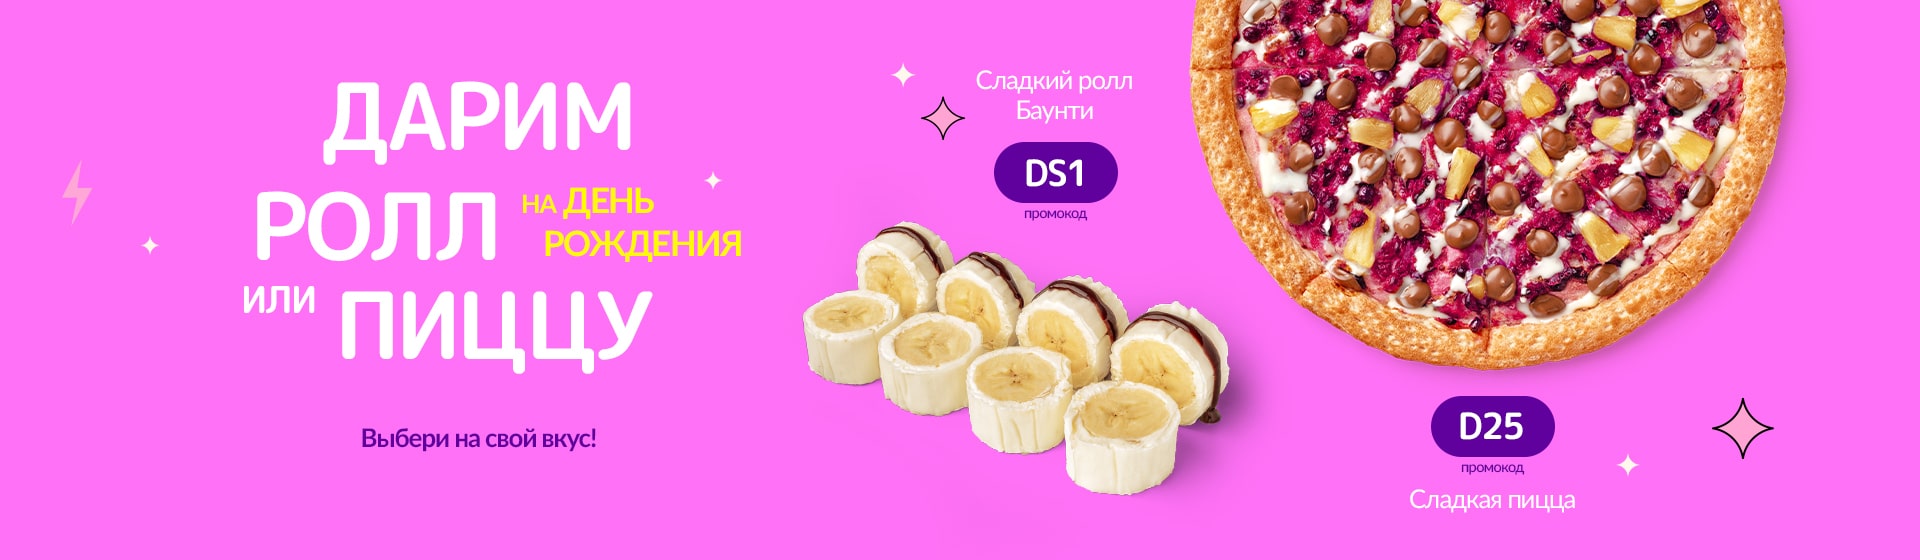 ДАРИМ
РОЛЛ НА ДЕНЬ
РОЖДЕНИЯ
ИЛИ ПИЦЦУ
Выбери на свой вкус!
Сладкий ролл
Баунти
DS1
промокод
D25
промокод
Сладкая пицца